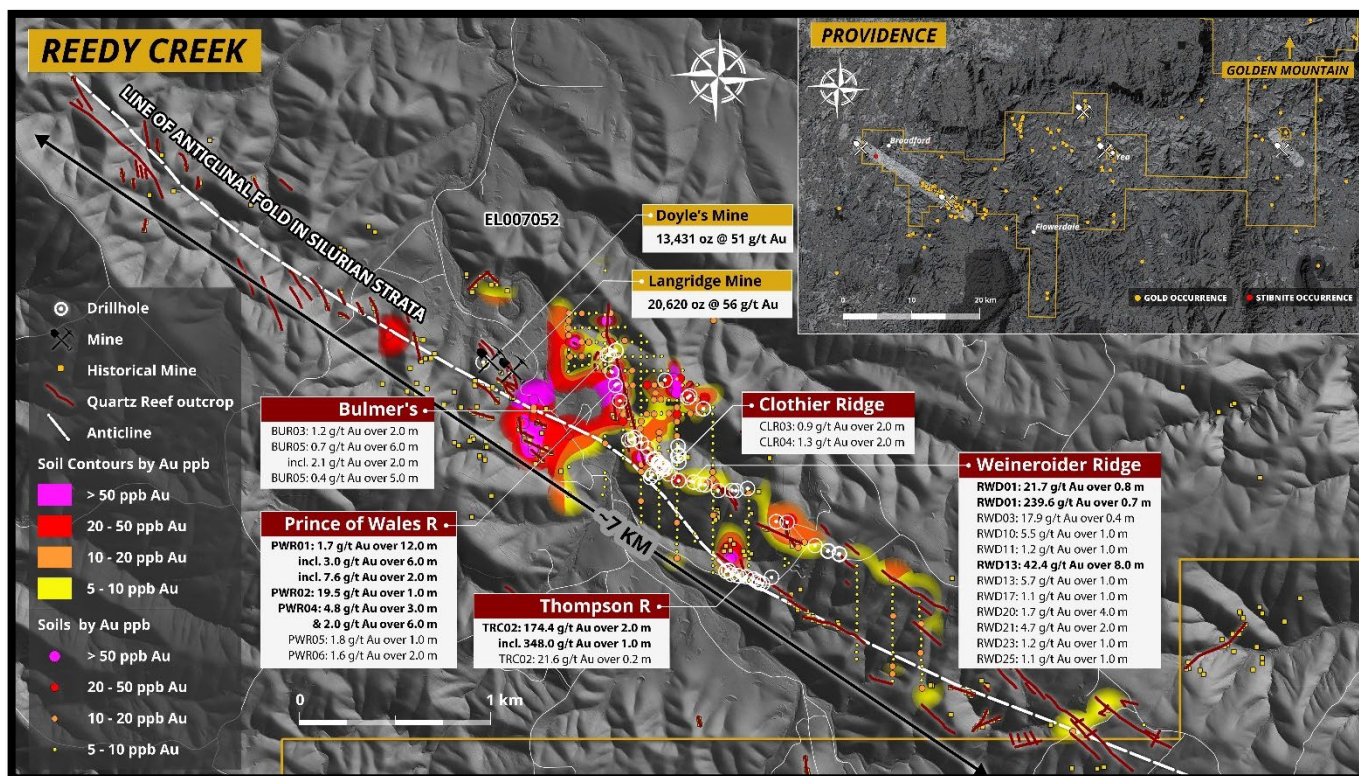 REEDY CREEK
LINE OF ANTICLINAL FOLD IN SILURIAN STRATA
EL007052
~7 KM
Doyle's Mine
13,431 oz @ 51 g/t Au
Langridge Mine
20,620 oz @ 56 g/t Au
Drillhole
Mine
Historical Mine
Quartz Reef outcrop
Anticline
Soil Contours by Au ppb
> 50 ppb Au
20 - 50 ppb Au
10 - 20 ppb Au
5 - 10 ppb Au
Soils by Au ppb
> 50 ppb Au
20 - 50 ppb Au
10 - 20 ppb Au
5 - 10 ppb Au
Bulmer's
BUR03: 1.2 g/t Au over 2.0 m
BUR05: 0.7 g/t Au over 6.0 m
incl. 2.1 g/t Au over 2.0 m
BUR05: 0.4 g/t Au over 5.0 m
Prince of Wales R
PWR01: 1.7 g/t Au over 12.0 m
incl. 3.0 g/t Au over 6.0 m
incl. 7.6 g/t Au over 2.0 m
PWR02: 19.5 g/t Au over 1.0 m
PWR04: 4.8 g/t Au over 3.0 m
& 2.0 g/t Au over 6.0 m
PWR05: 1.8 g/t Au over 1.0 m
PWR06: 1.6 g/t Au over 2.0 m
Thompson R
TRC02: 174.4 g/t Au over 2.0 m
incl. 348.0 g/t Au over 1.0 m
TRC02: 21.6 g/t Au over 0.2 m
Clothier Ridge
CLR03: 0.9 g/t Au over 2.0 m
CLR04: 1.3 g/t Au over 2.0 m
Weineroider Ridge
RWD01: 21.7 g/t Au over 0.8 m
RWD01: 239.6 g/t Au over 0.7 m
RWD03: 17.9 g/t Au over 0.4 m
RWD10: 5.5 g/t Au over 1.0 m
RWD11: 1.2 g/t Au over 1.0 m
RWD13: 42.4 g/t Au over 8.0 m
RWD13: 5.7 g/t Au over 1.0 m
RWD17: 1.1 g/t Au over 1.0 m
RWD20: 1.7 g/t Au over 4.0 m
RWD21: 4.7 g/t Au over 2.0 m
RWD23: 1.2 g/t Au over 1.0 m
RWD25: 1.1 g/t Au over 1.0 m
0 1 km
PROVIDENCE
GOLDEN MOUNTAIN
Broadford
Yea
Flowerdale
0 10 20 km
GOLD OCCURRENCE
STIBNITE OCCURRENCE